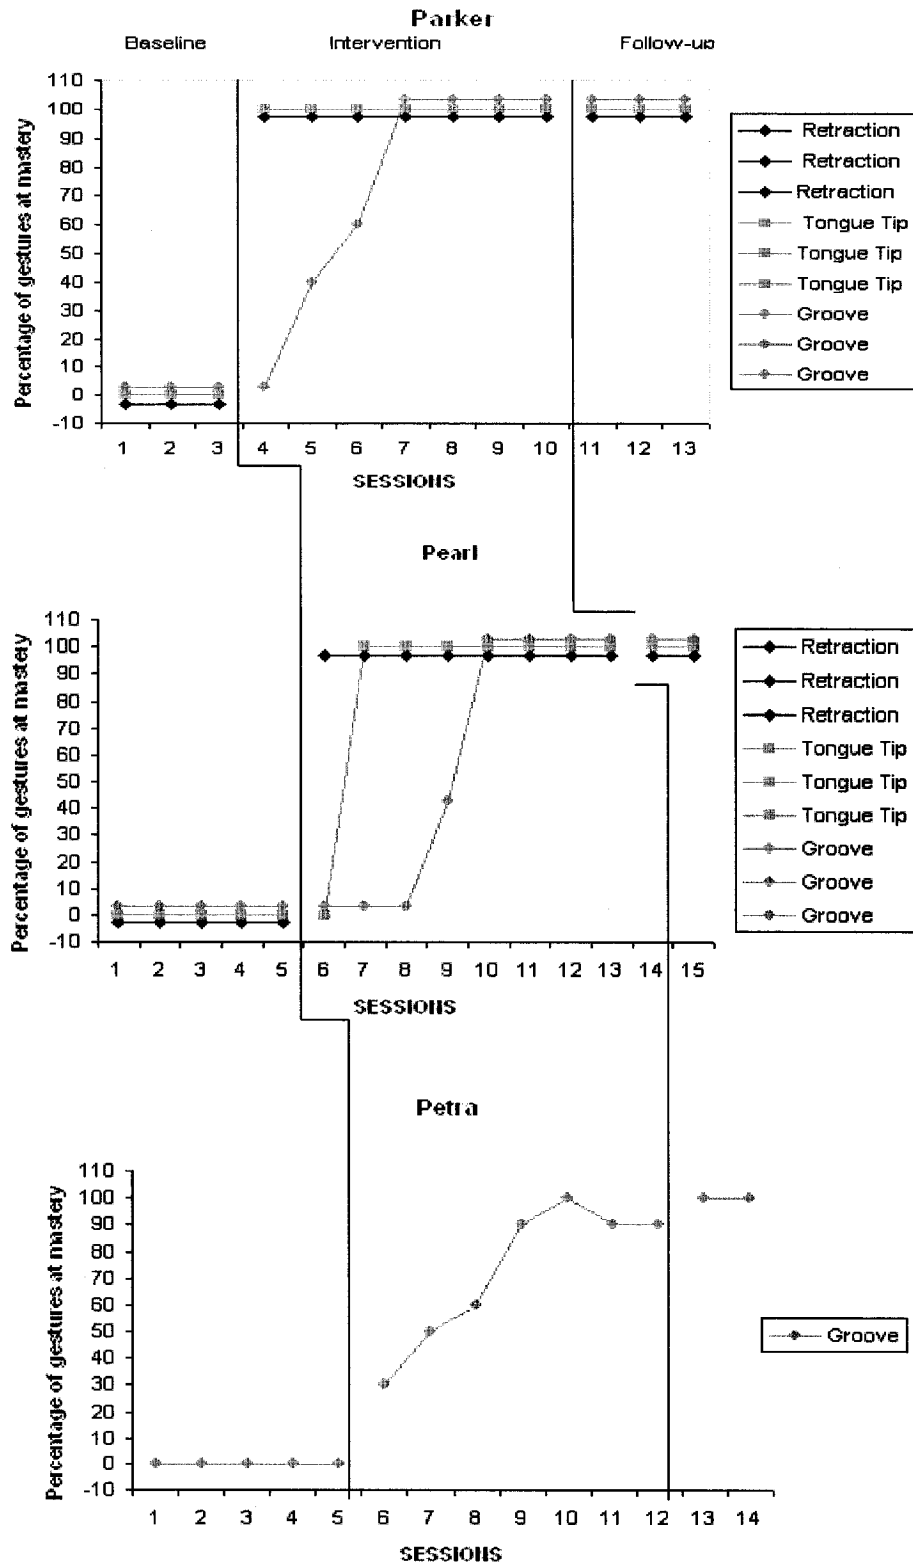 Parker
Baseline Intervention Follow-up
Percentage of gestures at mastery
110
100
90
80
70
60
50
40
30
20
10
0
-10
1 2 3 4 5 6 7 8 9 10 11 12 13
SESSIONS
Retraction
Retraction
Retraction
Tongue Tip
Tongue Tip
Tongue Tip
Groove
Groove
Groove
Pearl
Percentage of gestures at mastery
110
100
90
80
70
60
50
40
30
20
10
0
-10
1 2 3 4 5 6 7 8 9 10 11 12 13 14 15
SESSIONS
Retraction
Retraction
Retraction
Tongue Tip
Tongue Tip
Tongue Tip
Groove
Groove
Groove
Petra
Percentage of gestures at mastery
110
100
90
80
70
60
50
40
30
20
10
0
-10
1 2 3 4 5 6 7 8 9 10 11 12 13 14
SESSIONS
Groove